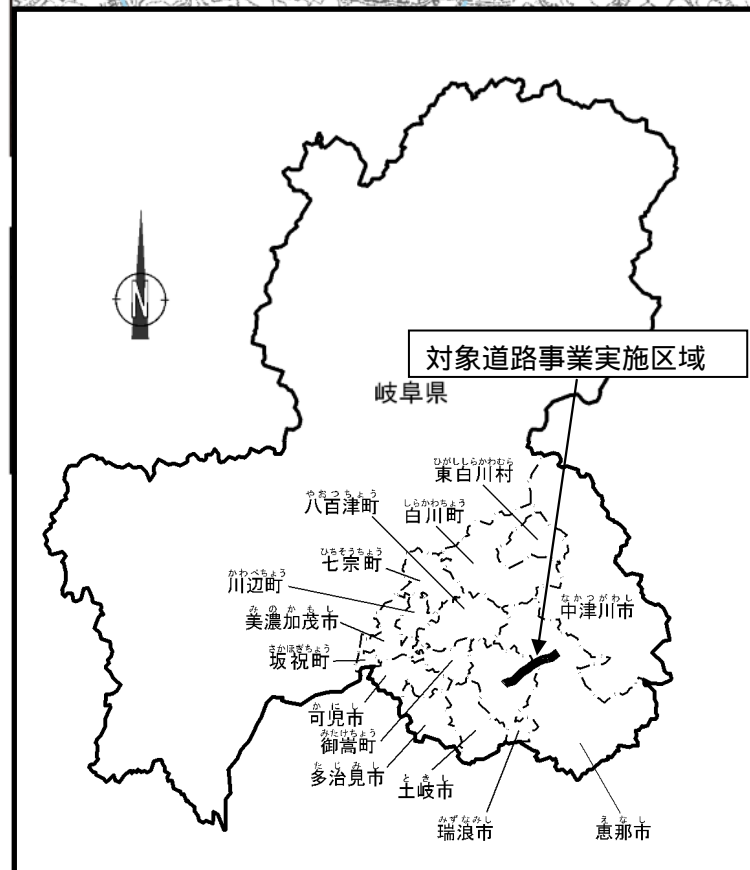 N
対象道路事業実施区域
岐阜県
ひがししらかわむら
東白川村
やおつちょう
八百津町
しらかわちょう
白川町
ひちそうちょう
七宗町
かわべちょう
川辺町
なかつがわし
中津川市
みのかもし
美濃加茂市
さかほぎちょう
坂祝町
かにし
可児市
みたけちょう
御嵩町
たじみし
多治見市
ときし
土岐市
みずなみし
瑞浪市
えなし
恵那市